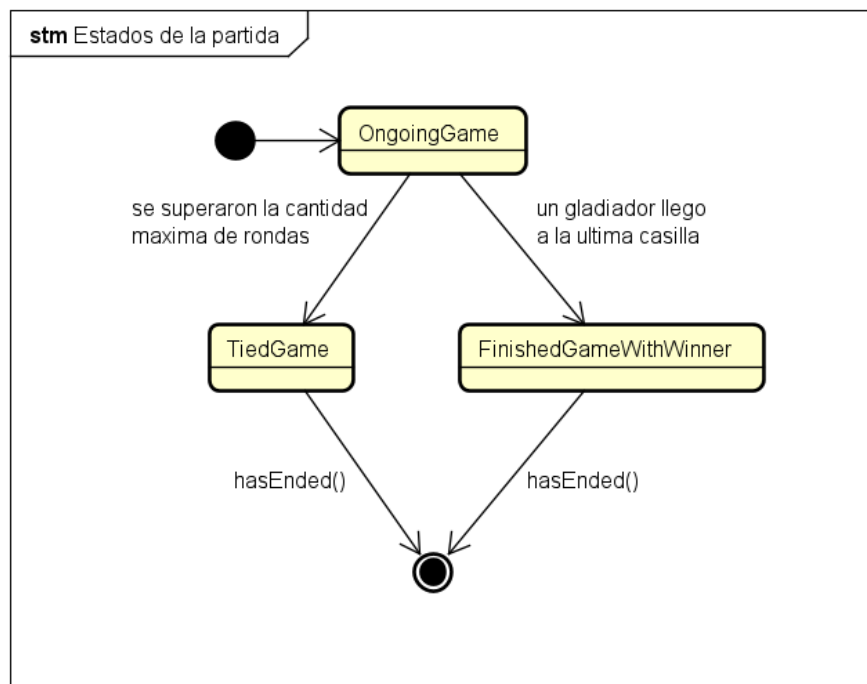 stm Estados de la partida
OngoingGame
se superaron la cantidad
maxima de rondas
un gladiador llego
a la ultima casilla
TiedGame
FinishedGameWithWinner
hasEnded()
hasEnded()